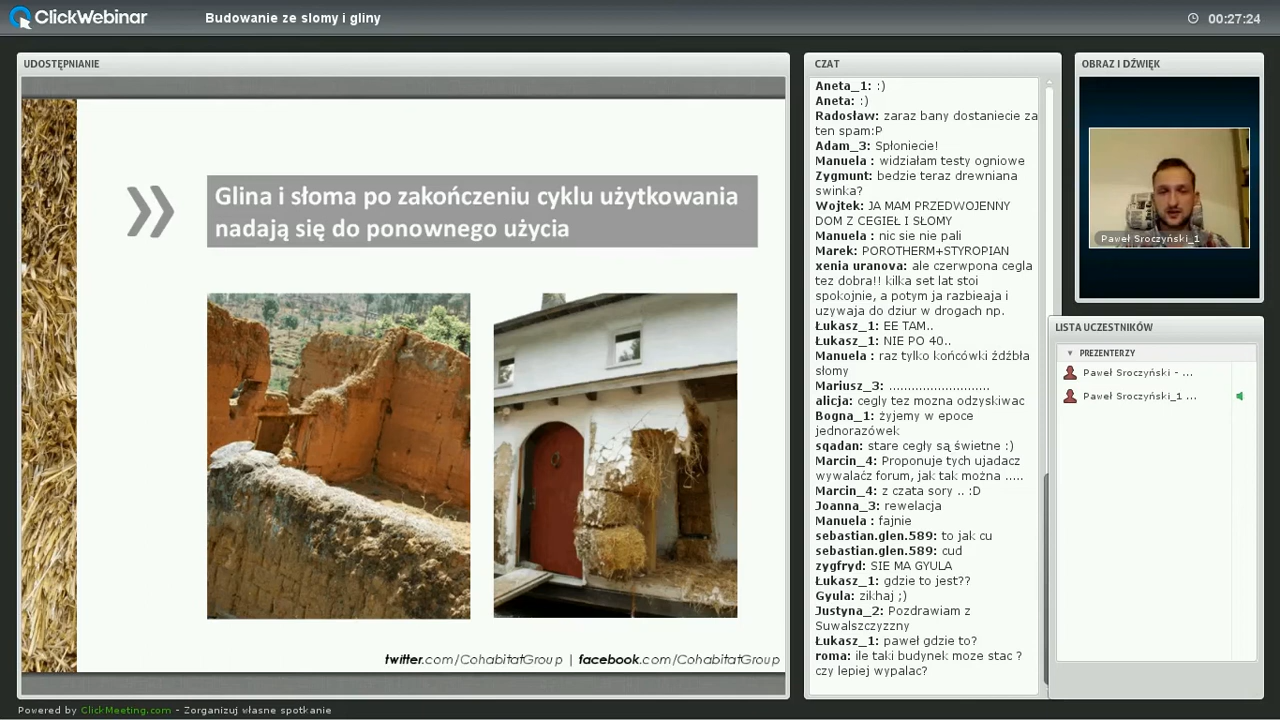 ClickWebinar
Budowanie ze slomy i gliny
00:27:24
UDOSTĘPNIANIE
Glina i słoma po zakończeniu cyklu użytkowania
nadają się do ponownego użycia
twitter.com/CohabitatGroup | facebook.com/CohabitatGroup
CZAT
Aneta_1: :)
Aneta: :)
Radosław: zaraz bany dostaniecie za
ten spam:P
Adam_3: Spłoniecie!
Manuela : widziałam testy ogniowe
Zygmunt: bedzie teraz drewniana
swinka?
Wojtek: JA MAM PRZEDWOJENNY
DOM Z CEGIEŁ I SŁOMY
Manuela : nic sie nie pali
Marek: POROTHERM+STYROPIAN
xenia uranova: ale czerwpona cegla
tez dobra!! kilka set lat stoi
spokojnie, a potym ja razbieaja i
uzywaja do dziur w drogach np.
Łukasz_1: EE TAM..
Łukasz_1: NIE PO 40..
Manuela : raz tylko końcówki źdźbła
słomy
Mariusz_3: ..........................
alicja: cegly tez mozna odzyskiwac
Bogna_1: żyjemy w epoce
jednorazówek
sqadan: stare cegły są świetne :)
Marcin_4: Proponuje tych ujadacz
wywalaćz forum, jak tak można .....
Marcin_4: z czata sory .. :D
Joanna_3: rewelacja
Manuela : fajnie
sebastian.glen.589: to jak cu
sebastian.glen.589: cud
zygfryd: SIE MA GYULA
Łukasz_1: gdzie to jest??
Gyula: zikhaj ;)
Justyna_2: Pozdrawiam z
Suwalszczyzzny
Łukasz_1: paweł gdzie to?
roma: ile taki budynek moze stac ?
czy lepiej wypalac?
OBRAZ I DŹWIĘK
Paweł Sroczyński_1
LISTA UCZESTNIKÓW
PREZENTERZY
Paweł Sroczyński - ...
Paweł Sroczyński_1 ...
Powered by ClickMeeting.com - Zorganizuj własne spotkanie